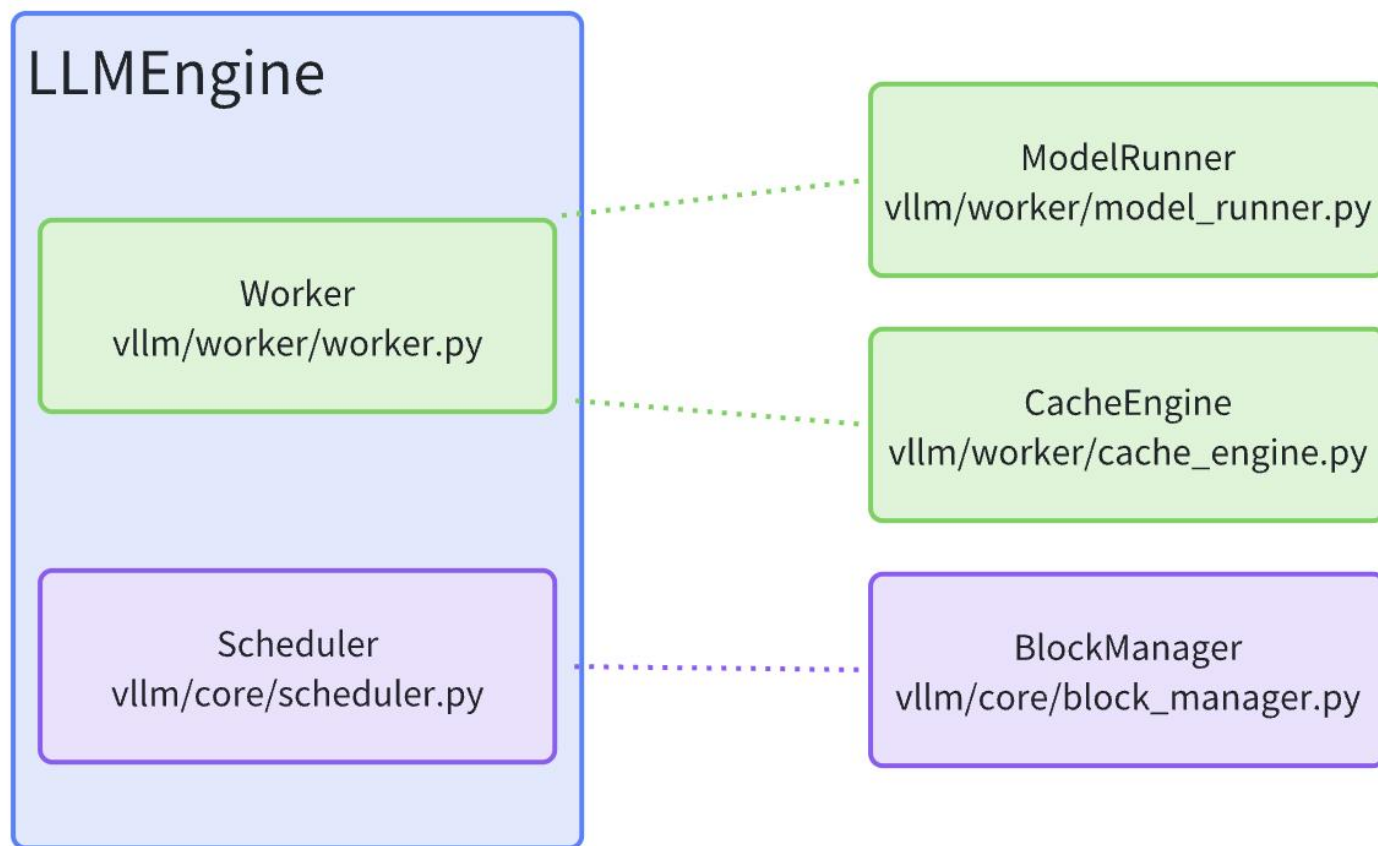 LLMEngine
Worker
vllm/worker/worker.py
Scheduler
vllm/core/scheduler.py
ModelRunner
vllm/worker/model_runner.py
CacheEngine
vllm/worker/cache_engine.py
BlockManager
vllm/core/block_manager.py